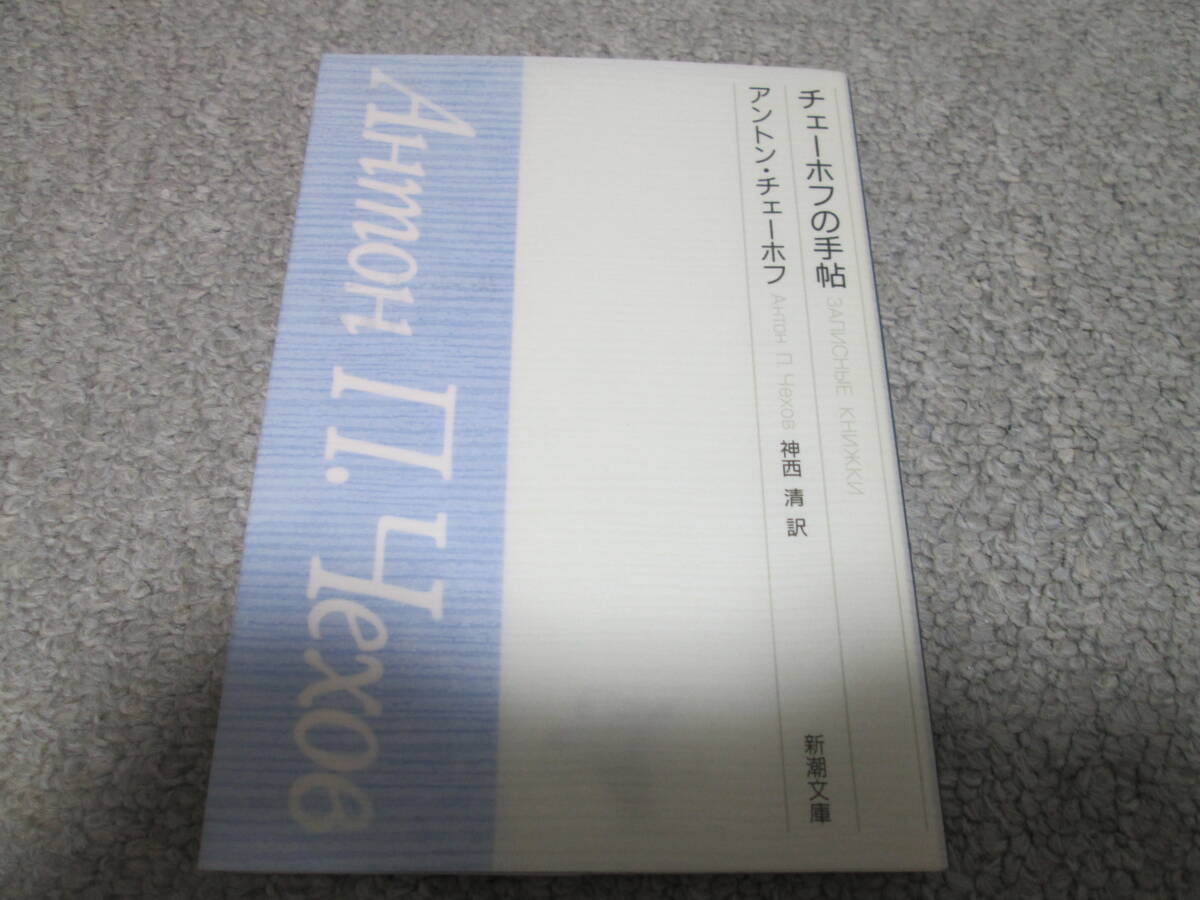 チェーホフの手帖 ЗАПИСНЫЕ КНИЖКИ
アントン・チェーホフ Антон П Чехов 神西 清 訳
新潮文庫
Антон П. Чехов